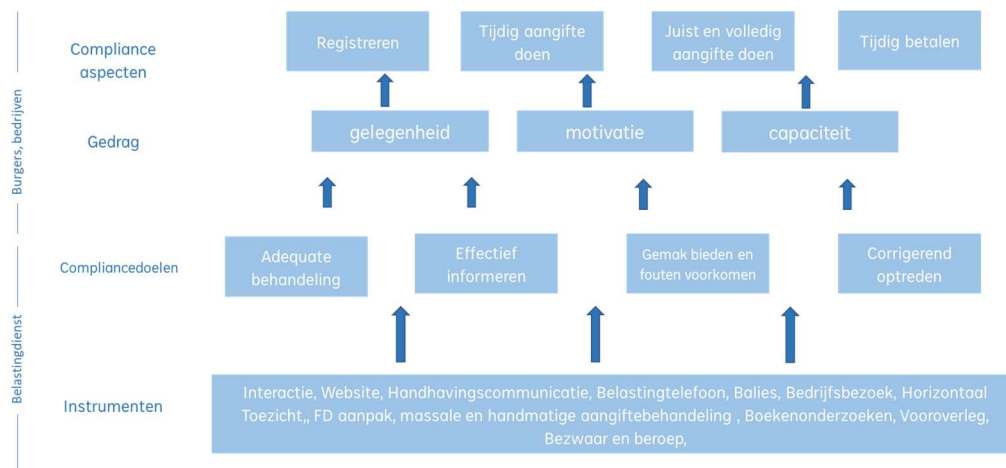 Compliance
aspecten
Registreren
Tijdig aangifte
doen
Juist en volledig
aangifte doen
Tijdig betalen
Burgers, bedrijven
Gedrag
gelegenheid
motivatie
capaciteit
Compliancedoelen
Adequate
behandeling
Effectief
informeren
Gemak bieden en
fouten voorkomen
Corrigerend
optreden
Belastingdienst
Instrumenten
Interactie, Website, Handhavingscommunicatie, Belastingtelefoon, Balies, Bedrijfsbezoek, Horizontaal
Toezicht,, FD aanpak, massale en handmatige aangiftebehandeling , Boekenonderzoeken, Vooroverleg,
Bezwaar en beroep,